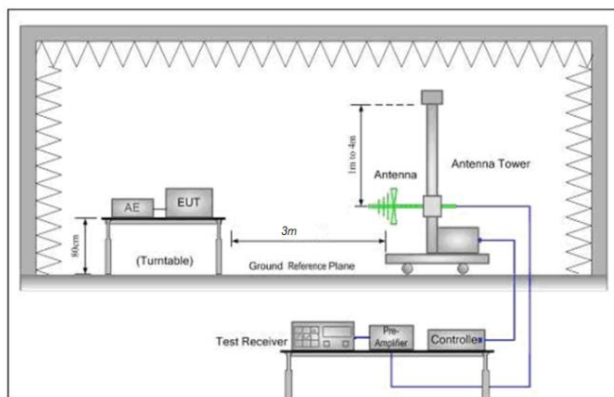 1m to 4m
Antenna
Antenna Tower
AE
EUT
3m
80cm
(Turntable)
Ground Reference Plane
Test Receiver
Pre-
Amplifier
Controller